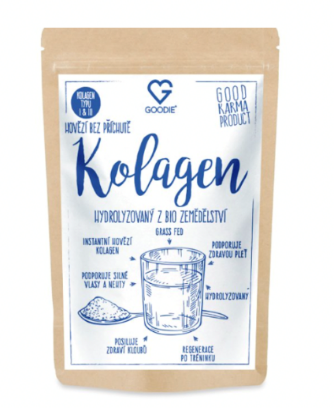 GOODIE®
KOLAGEN
TYPU
I & III
GOOD
KARMA
PRODUCT
HOVĚZÍ BEZ PŘÍCHUTĚ
Kolagen
HYDROLYZOVANÝ Z BIO ZEMĚDĚLSTVÍ
GRASS FED
INSTANTNÍ HOVĚZÍ
KOLAGEN
PODPORUJE
ZDRAVOU PLEŤ
PODPORUJE SILNÉ
VLASY A NEHTY
HYDROLYZOVANÝ
POSILUJE
ZDRAVÍ KLOUBŮ
REGENERACE
PO TRÉNINKU